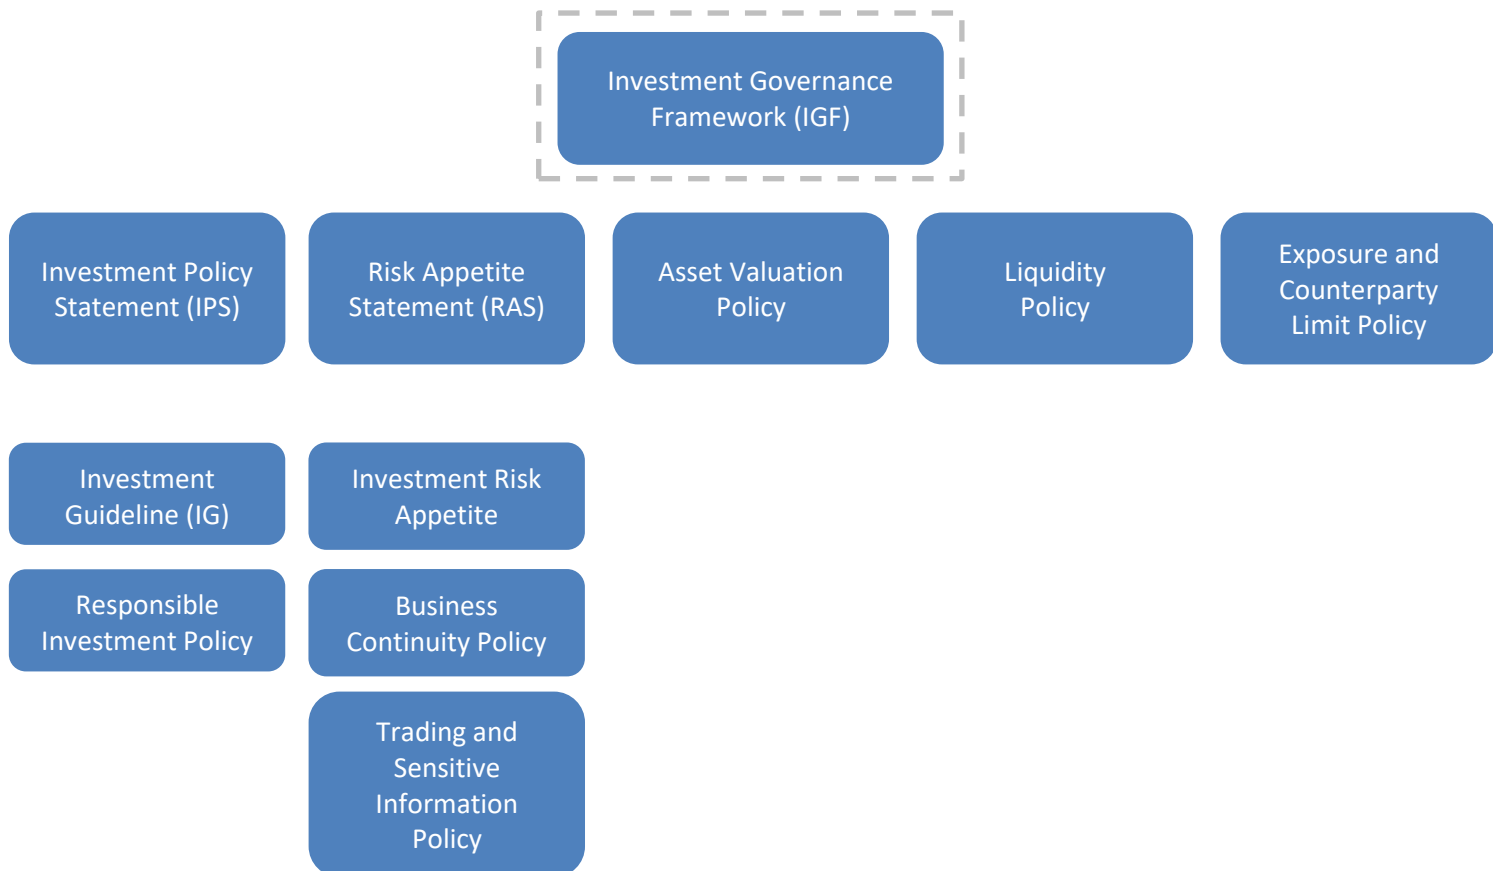 Investment Governance
Framework (IGF)
Investment Policy
Statement (IPS)
Risk Appetite
Statement (RAS)
Asset Valuation
Policy
Liquidity
Policy
Exposure and
Counterparty
Limit Policy
Investment
Guideline (IG)
Investment Risk
Appetite
Responsible
Investment Policy
Business
Continuity Policy
Trading and
Sensitive
Information
Policy